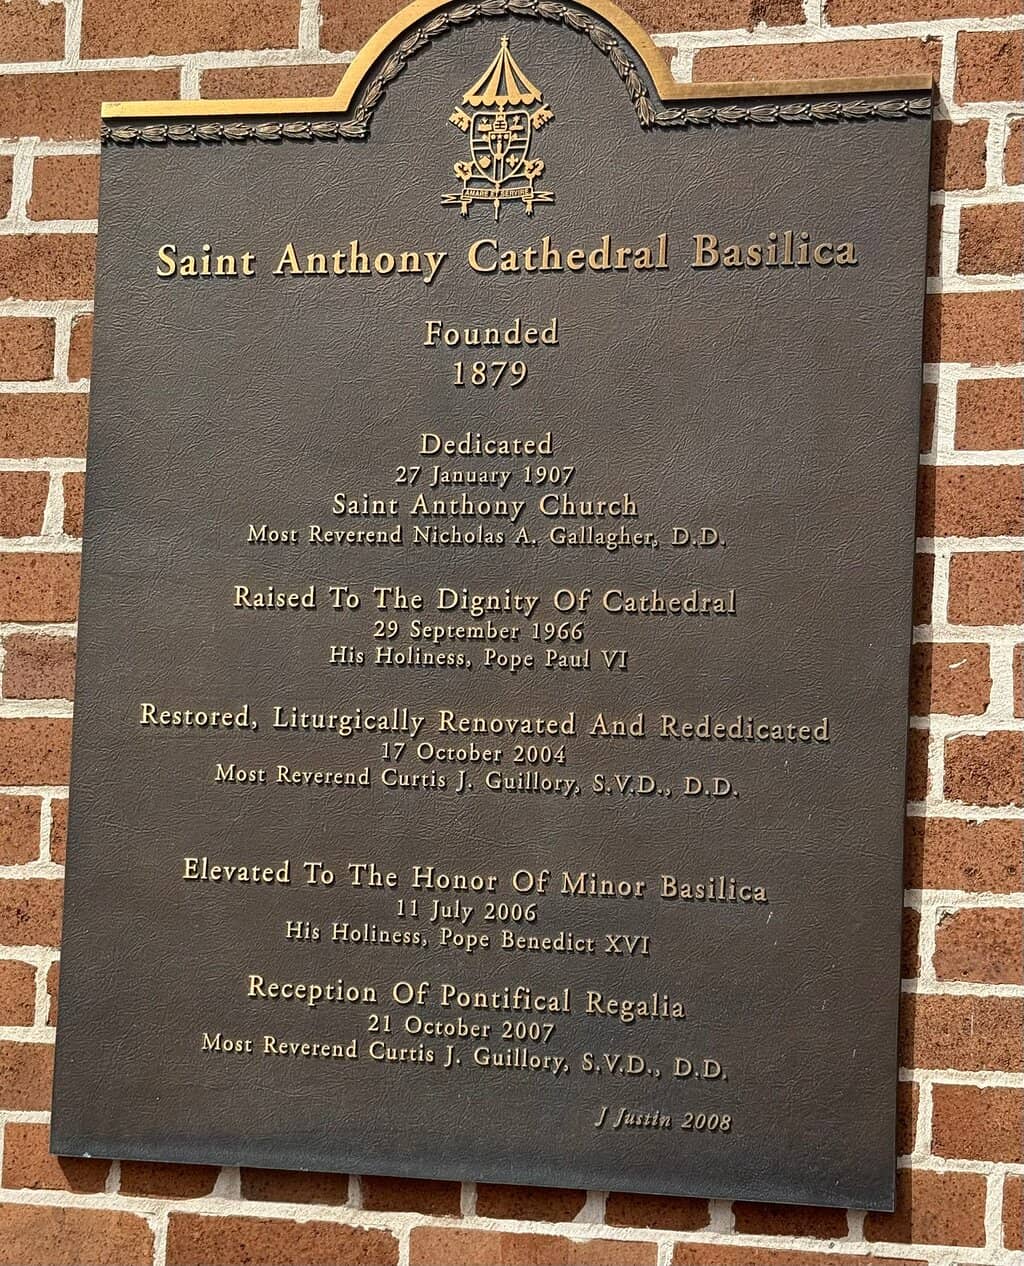 AMARE ET SERVIRE
Saint Anthony Cathedral Basilica
Founded
1879
Dedicated
27 January 1907
Saint Anthony Church
Most Reverend Nicholas A. Gallagher, D.D.
Raised To The Dignity Of Cathedral
29 September 1966
His Holiness, Pope Paul VI
Restored, Liturgically Renovated And Rededicated
17 October 2004
Most Reverend Curtis J. Guillory, S.V.D., D.D.
Elevated To The Honor Of Minor Basilica
11 July 2006
His Holiness, Pope Benedict XVI
Reception Of Pontifical Regalia
21 October 2007
Most Reverend Curtis J. Guillory, S.V.D., D.D.
J Justin 2008